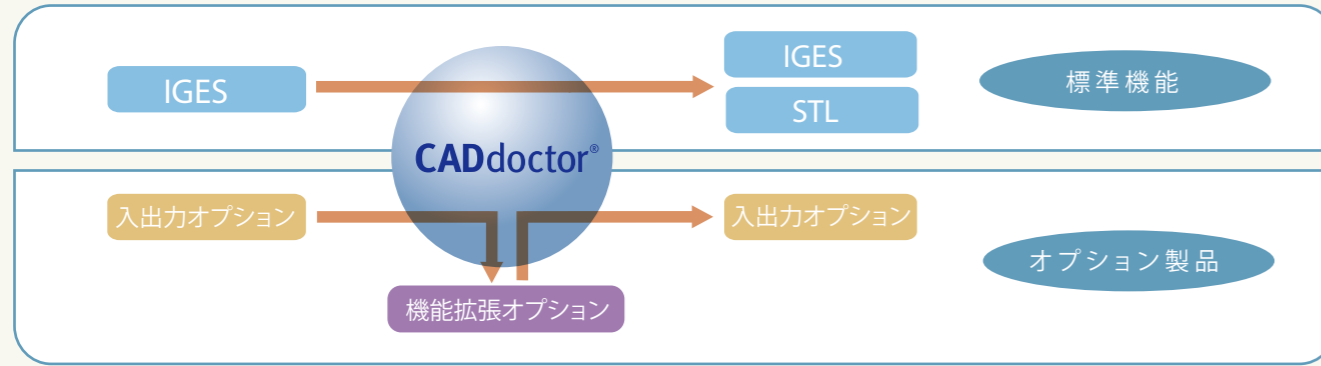 IGES
IGES
STL
標準機能
CADdoctor®
入出力オプション
入出力オプション
オプション製品
機能拡張オプション